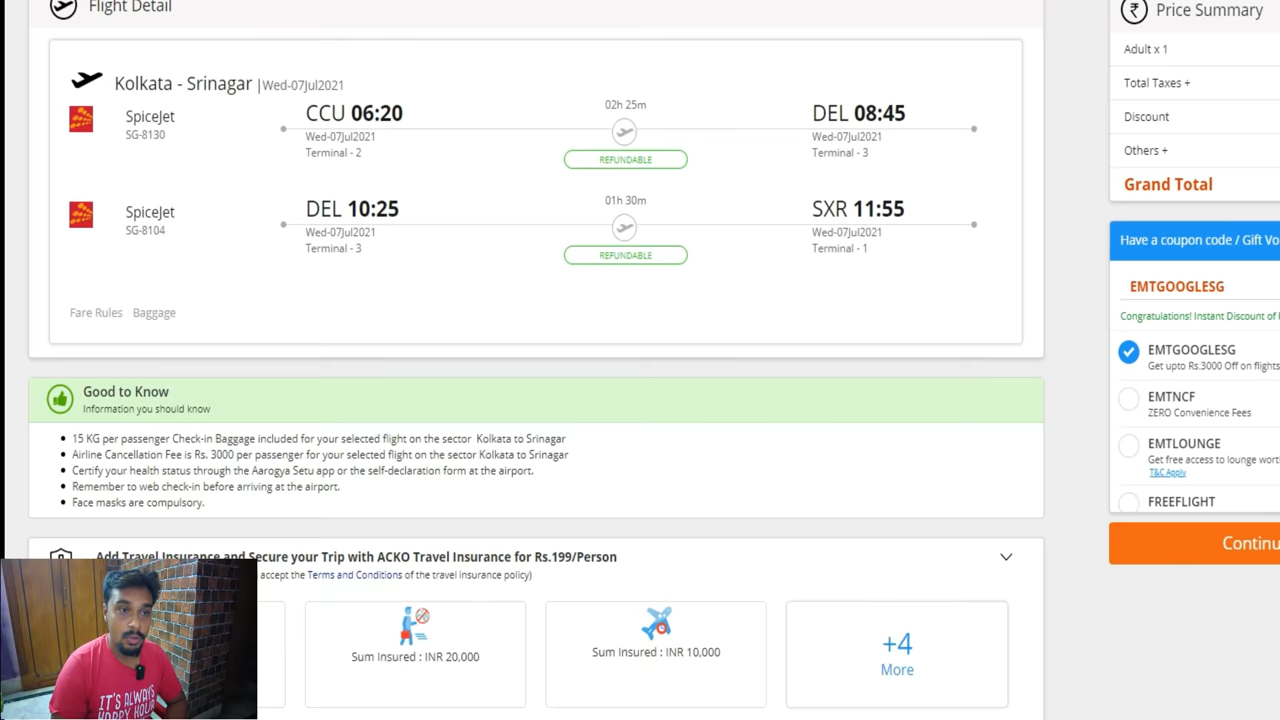 Flight Detail
Kolkata - Srinagar |Wed-07Jul2021
SpiceJet
SG-8130
CCU 06:20
Wed-07Jul2021
Terminal - 2
02h 25m
REFUNDABLE
DEL 08:45
Wed-07Jul2021
Terminal - 3
SpiceJet
SG-8104
DEL 10:25
Wed-07Jul2021
Terminal - 3
01h 30m
REFUNDABLE
SXR 11:55
Wed-07Jul2021
Terminal - 1
Fare Rules Baggage
Good to Know
Information you should know
15 KG per passenger Check-in Baggage included for your selected flight on the sector Kolkata to Srinagar
Airline Cancellation Fee is Rs. 3000 per passenger for your selected flight on the sector Kolkata to Srinagar
Certify your health status through the Aarogya Setu app or the self-declaration form at the airport.
Remember to web check-in before arriving at the airport.
Face masks are compulsory.
Add Travel Insurance and Secure your Trip with ACKO Travel Insurance for Rs.199/Person
accept the Terms and Conditions of the travel insurance policy)
Sum Insured : INR 20,000
Sum Insured : INR 10,000
+4
More
₹ Price Summary
Adult x 1
Total Taxes +
Discount
Others +
Grand Total
Have a coupon code / Gift Vo
EMTGOOGLESG
Congratulations! Instant Discount of
EMTGOOGLESG
Get upto Rs.3000 Off on flights
EMTNCF
ZERO Convenience Fees
EMTLOUNGE
Get free access to lounge wort
T&C Apply
FREEFLIGHT
Continu
IT'S ALWAYS
HAPPY HOUR